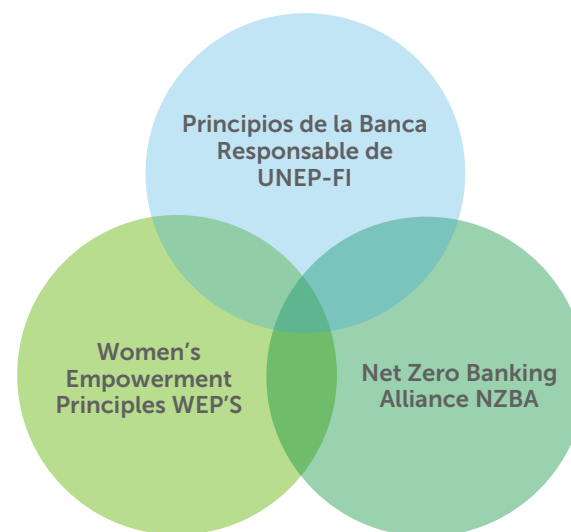 Principios de la Banca
Responsable de
UNEP-FI
Women’s
Empowerment
Principles WEP’S
Net Zero Banking
Alliance NZBA